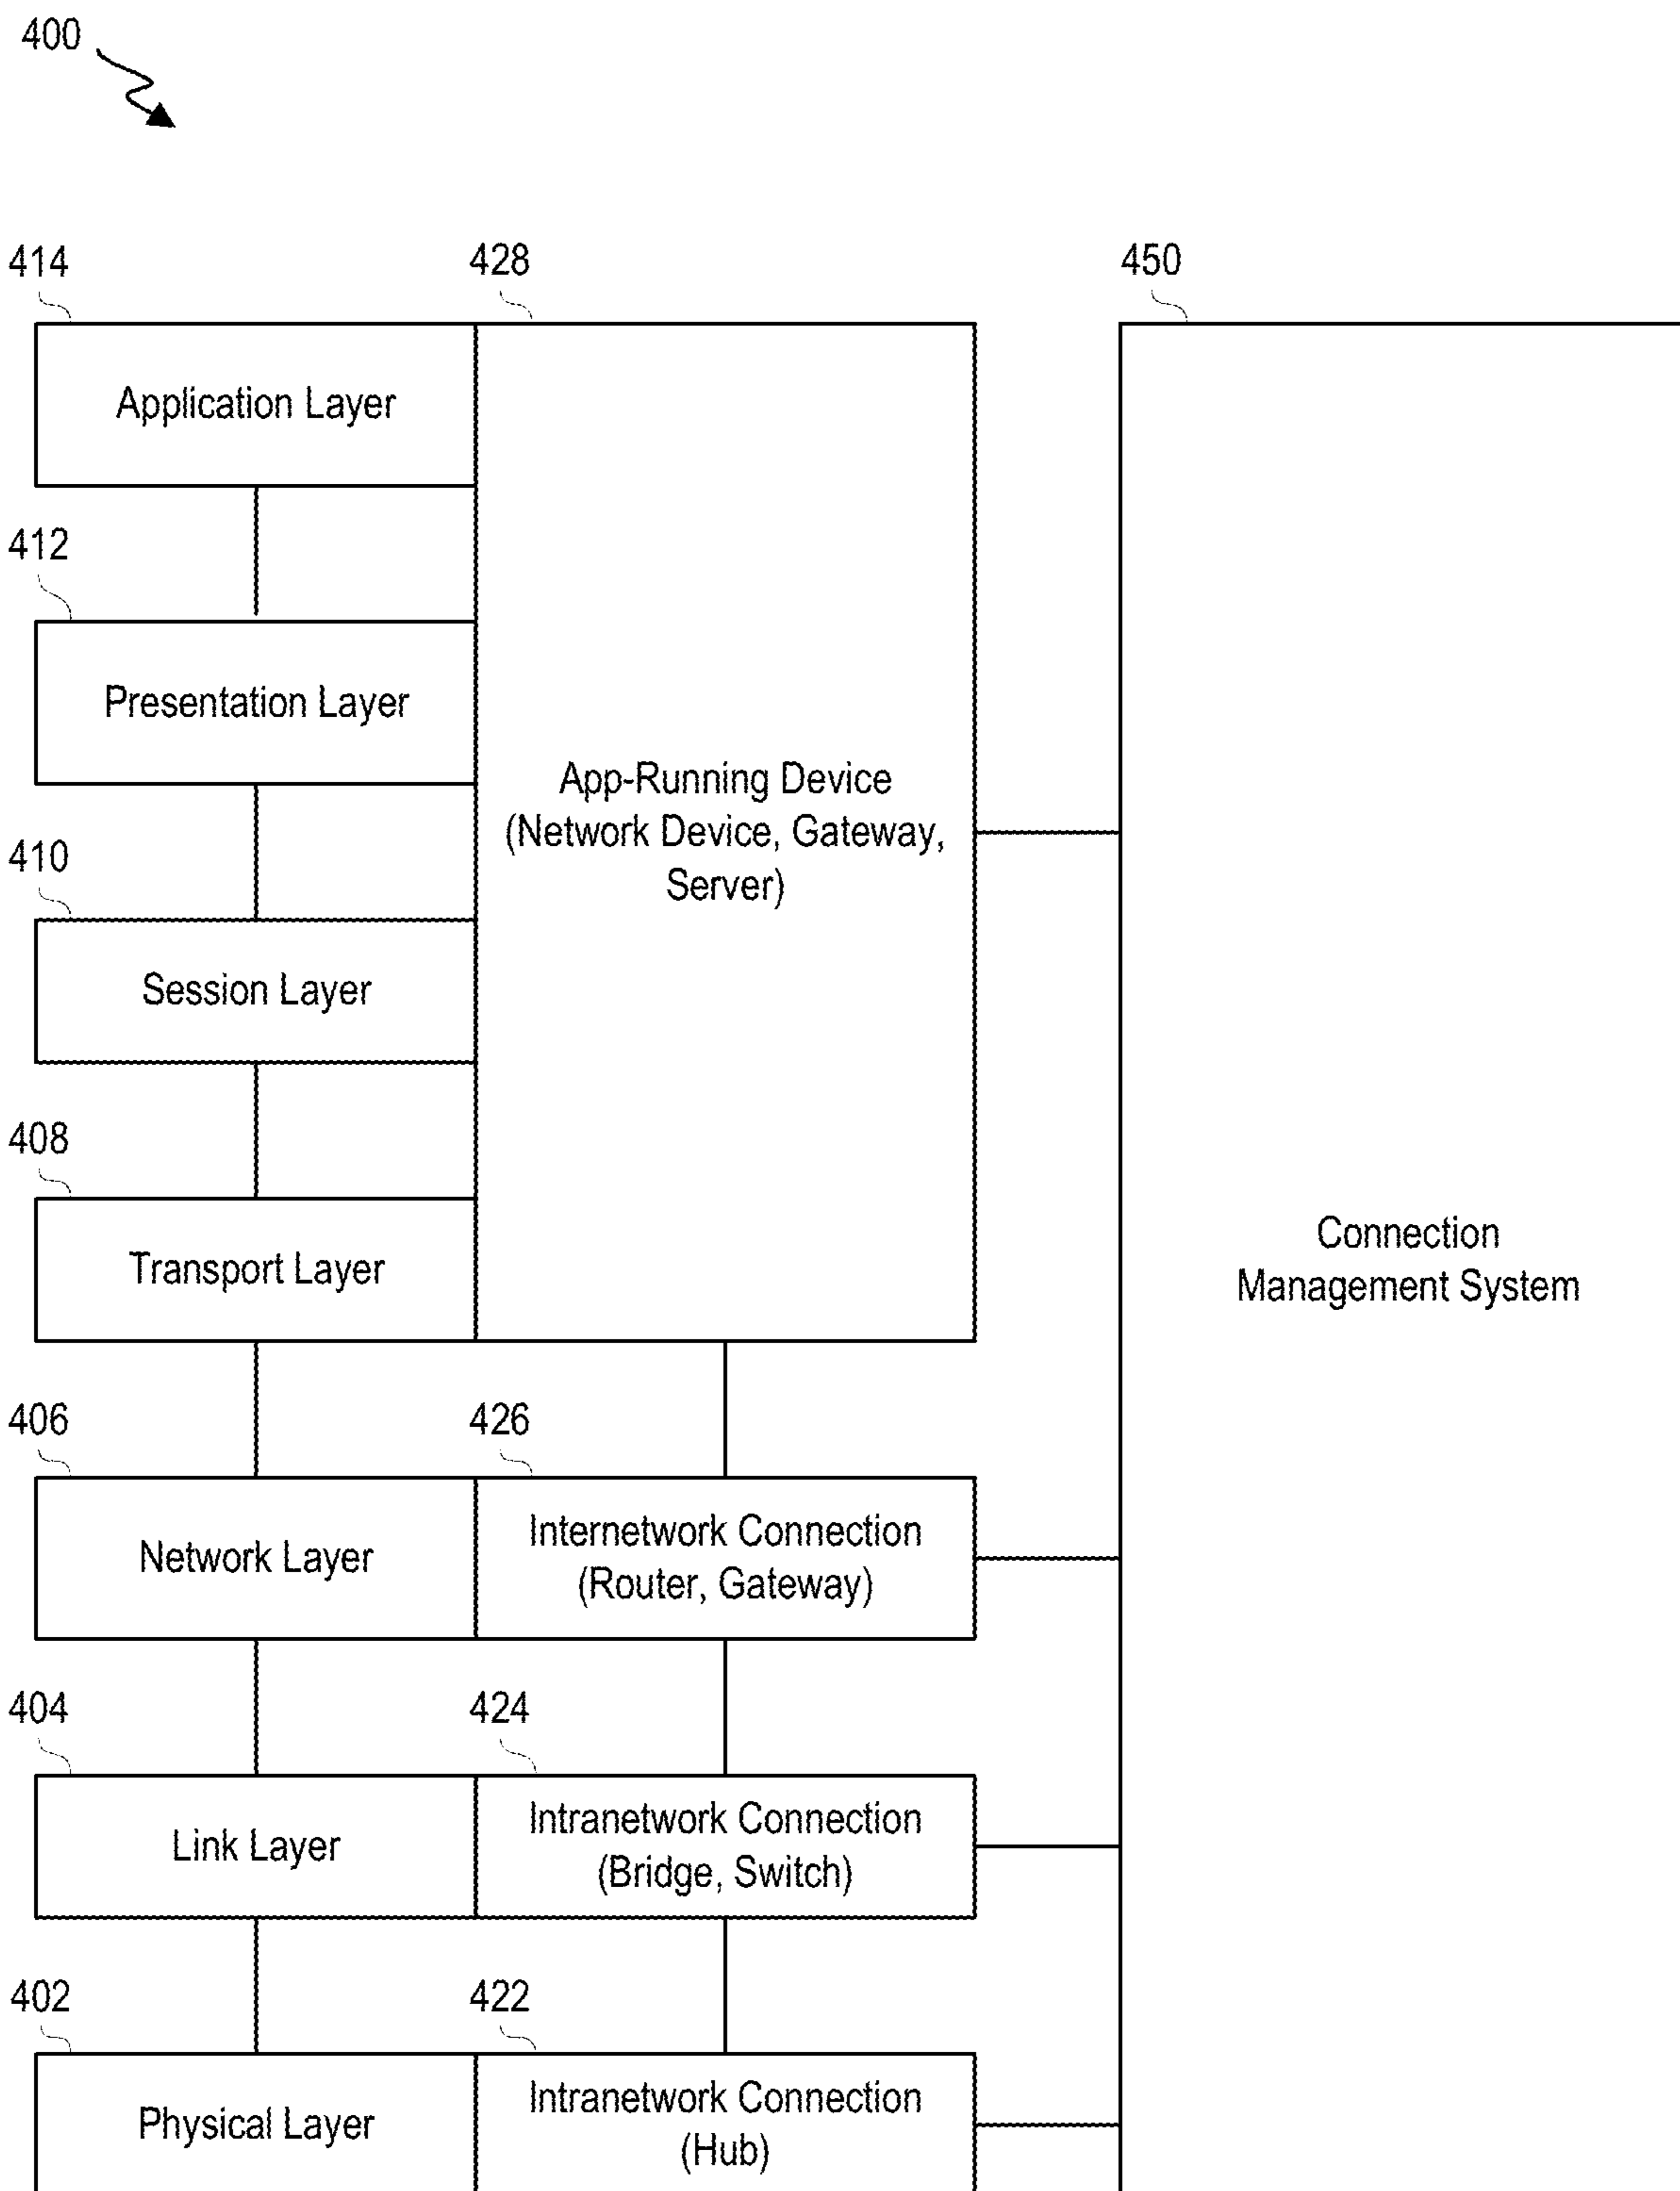 400
414
428
450
Application Layer
412
Presentation Layer
App-Running Device
(Network Device, Gateway,
Server)
410
Session Layer
408
Transport Layer
Connection
Management System
406
426
Network Layer
Internetwork Connection
(Router, Gateway)
404
424
Link Layer
Intranetwork Connection
(Bridge, Switch)
402
422
Physical Layer
Intranetwork Connection
(Hub)